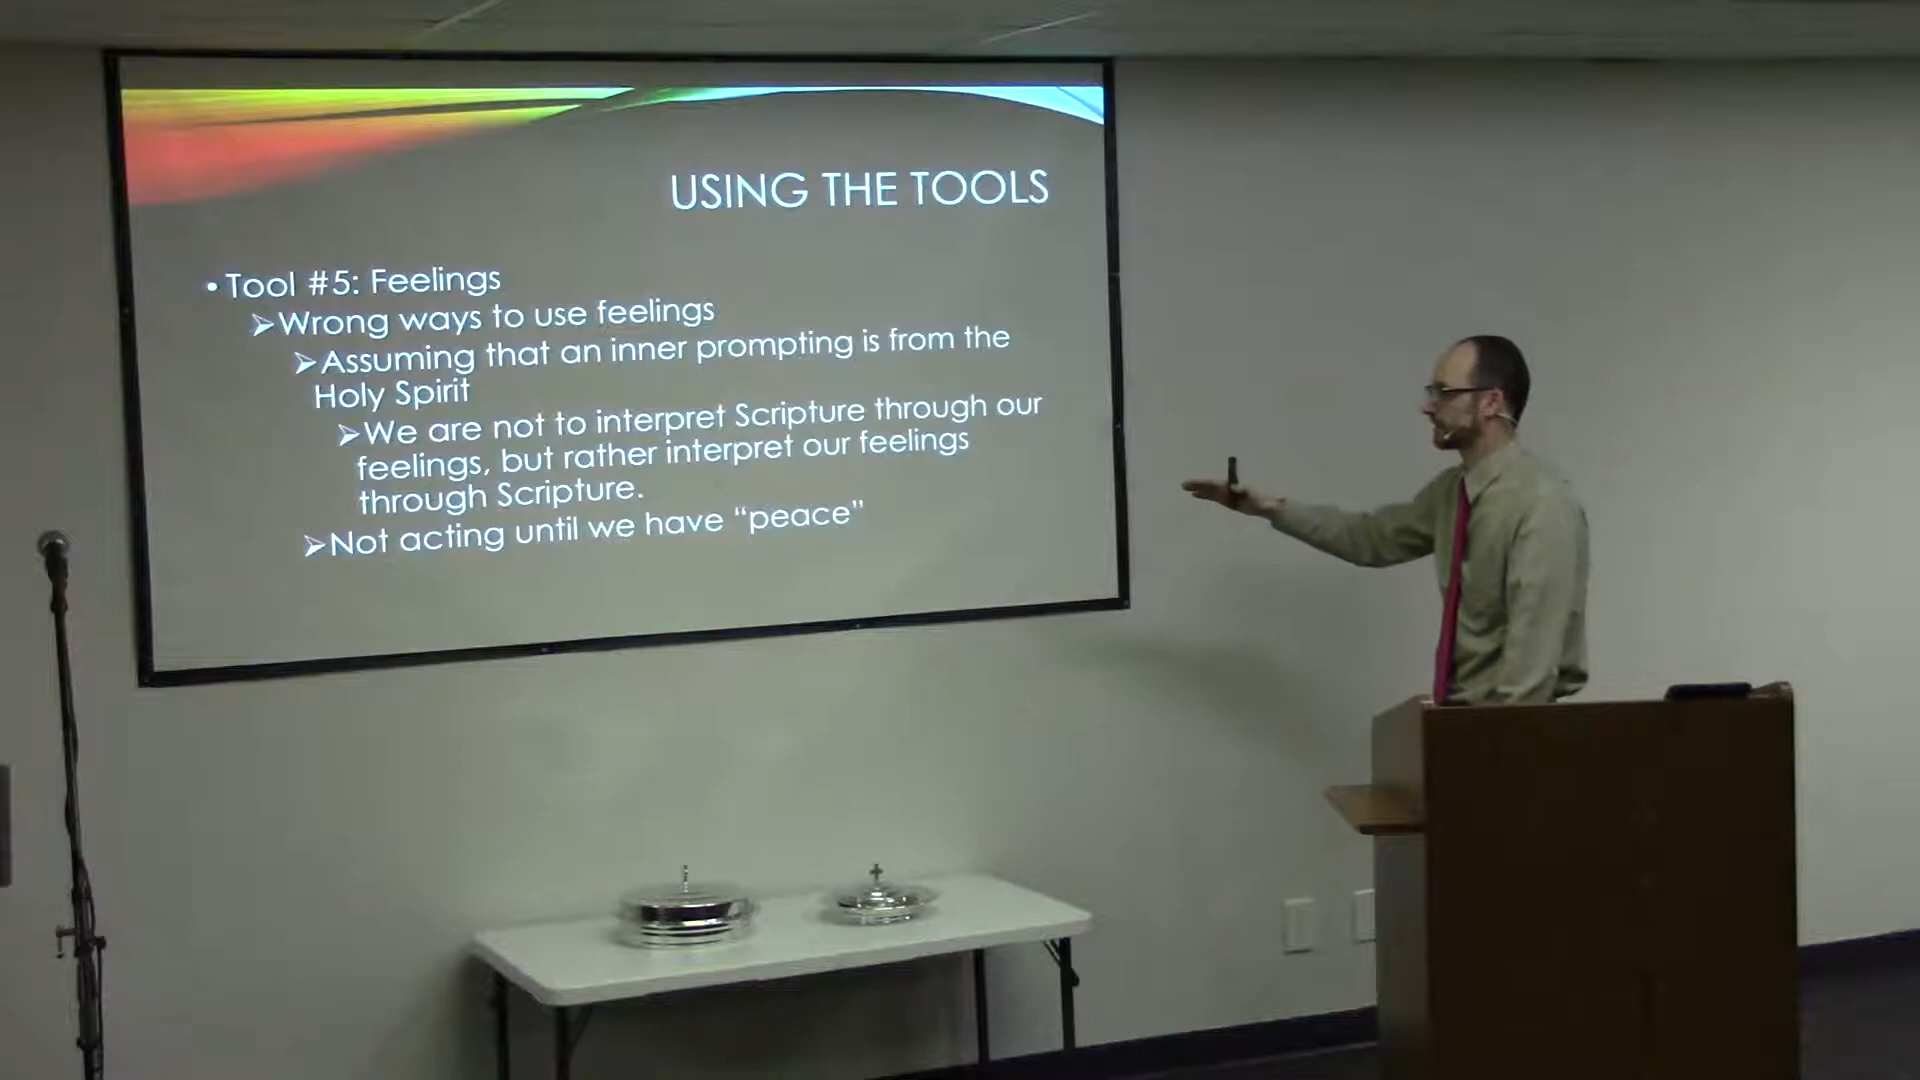 USING THE TOOLS
• Tool #5: Feelings
➢Wrong ways to use feelings
➢Assuming that an inner prompting is from the
Holy Spirit
➢We are not to interpret Scripture through our
feelings, but rather interpret our feelings
through Scripture.
➢Not acting until we have “peace”